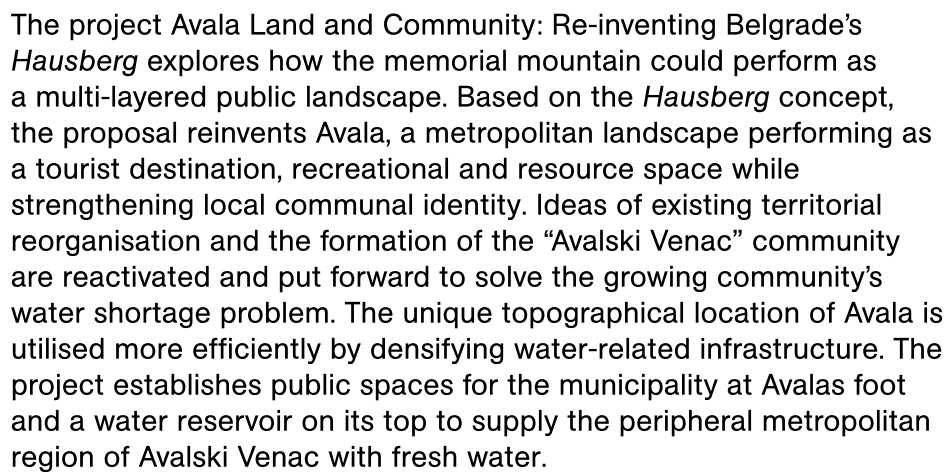 The project Avala Land and Community: Re-inventing Belgrade’s
Hausberg explores how the memorial mountain could perform as
a multi-layered public landscape. Based on the Hausberg concept,
the proposal reinvents Avala, a metropolitan landscape performing as
a tourist destination, recreational and resource space while
strengthening local communal identity. Ideas of existing territorial
reorganisation and the formation of the “Avalski Venac” community
are reactivated and put forward to solve the growing community’s
water shortage problem. The unique topographical location of Avala is
utilised more efficiently by densifying water-related infrastructure. The
project establishes public spaces for the municipality at Avalas foot
and a water reservoir on its top to supply the peripheral metropolitan
region of Avalski Venac with fresh water.